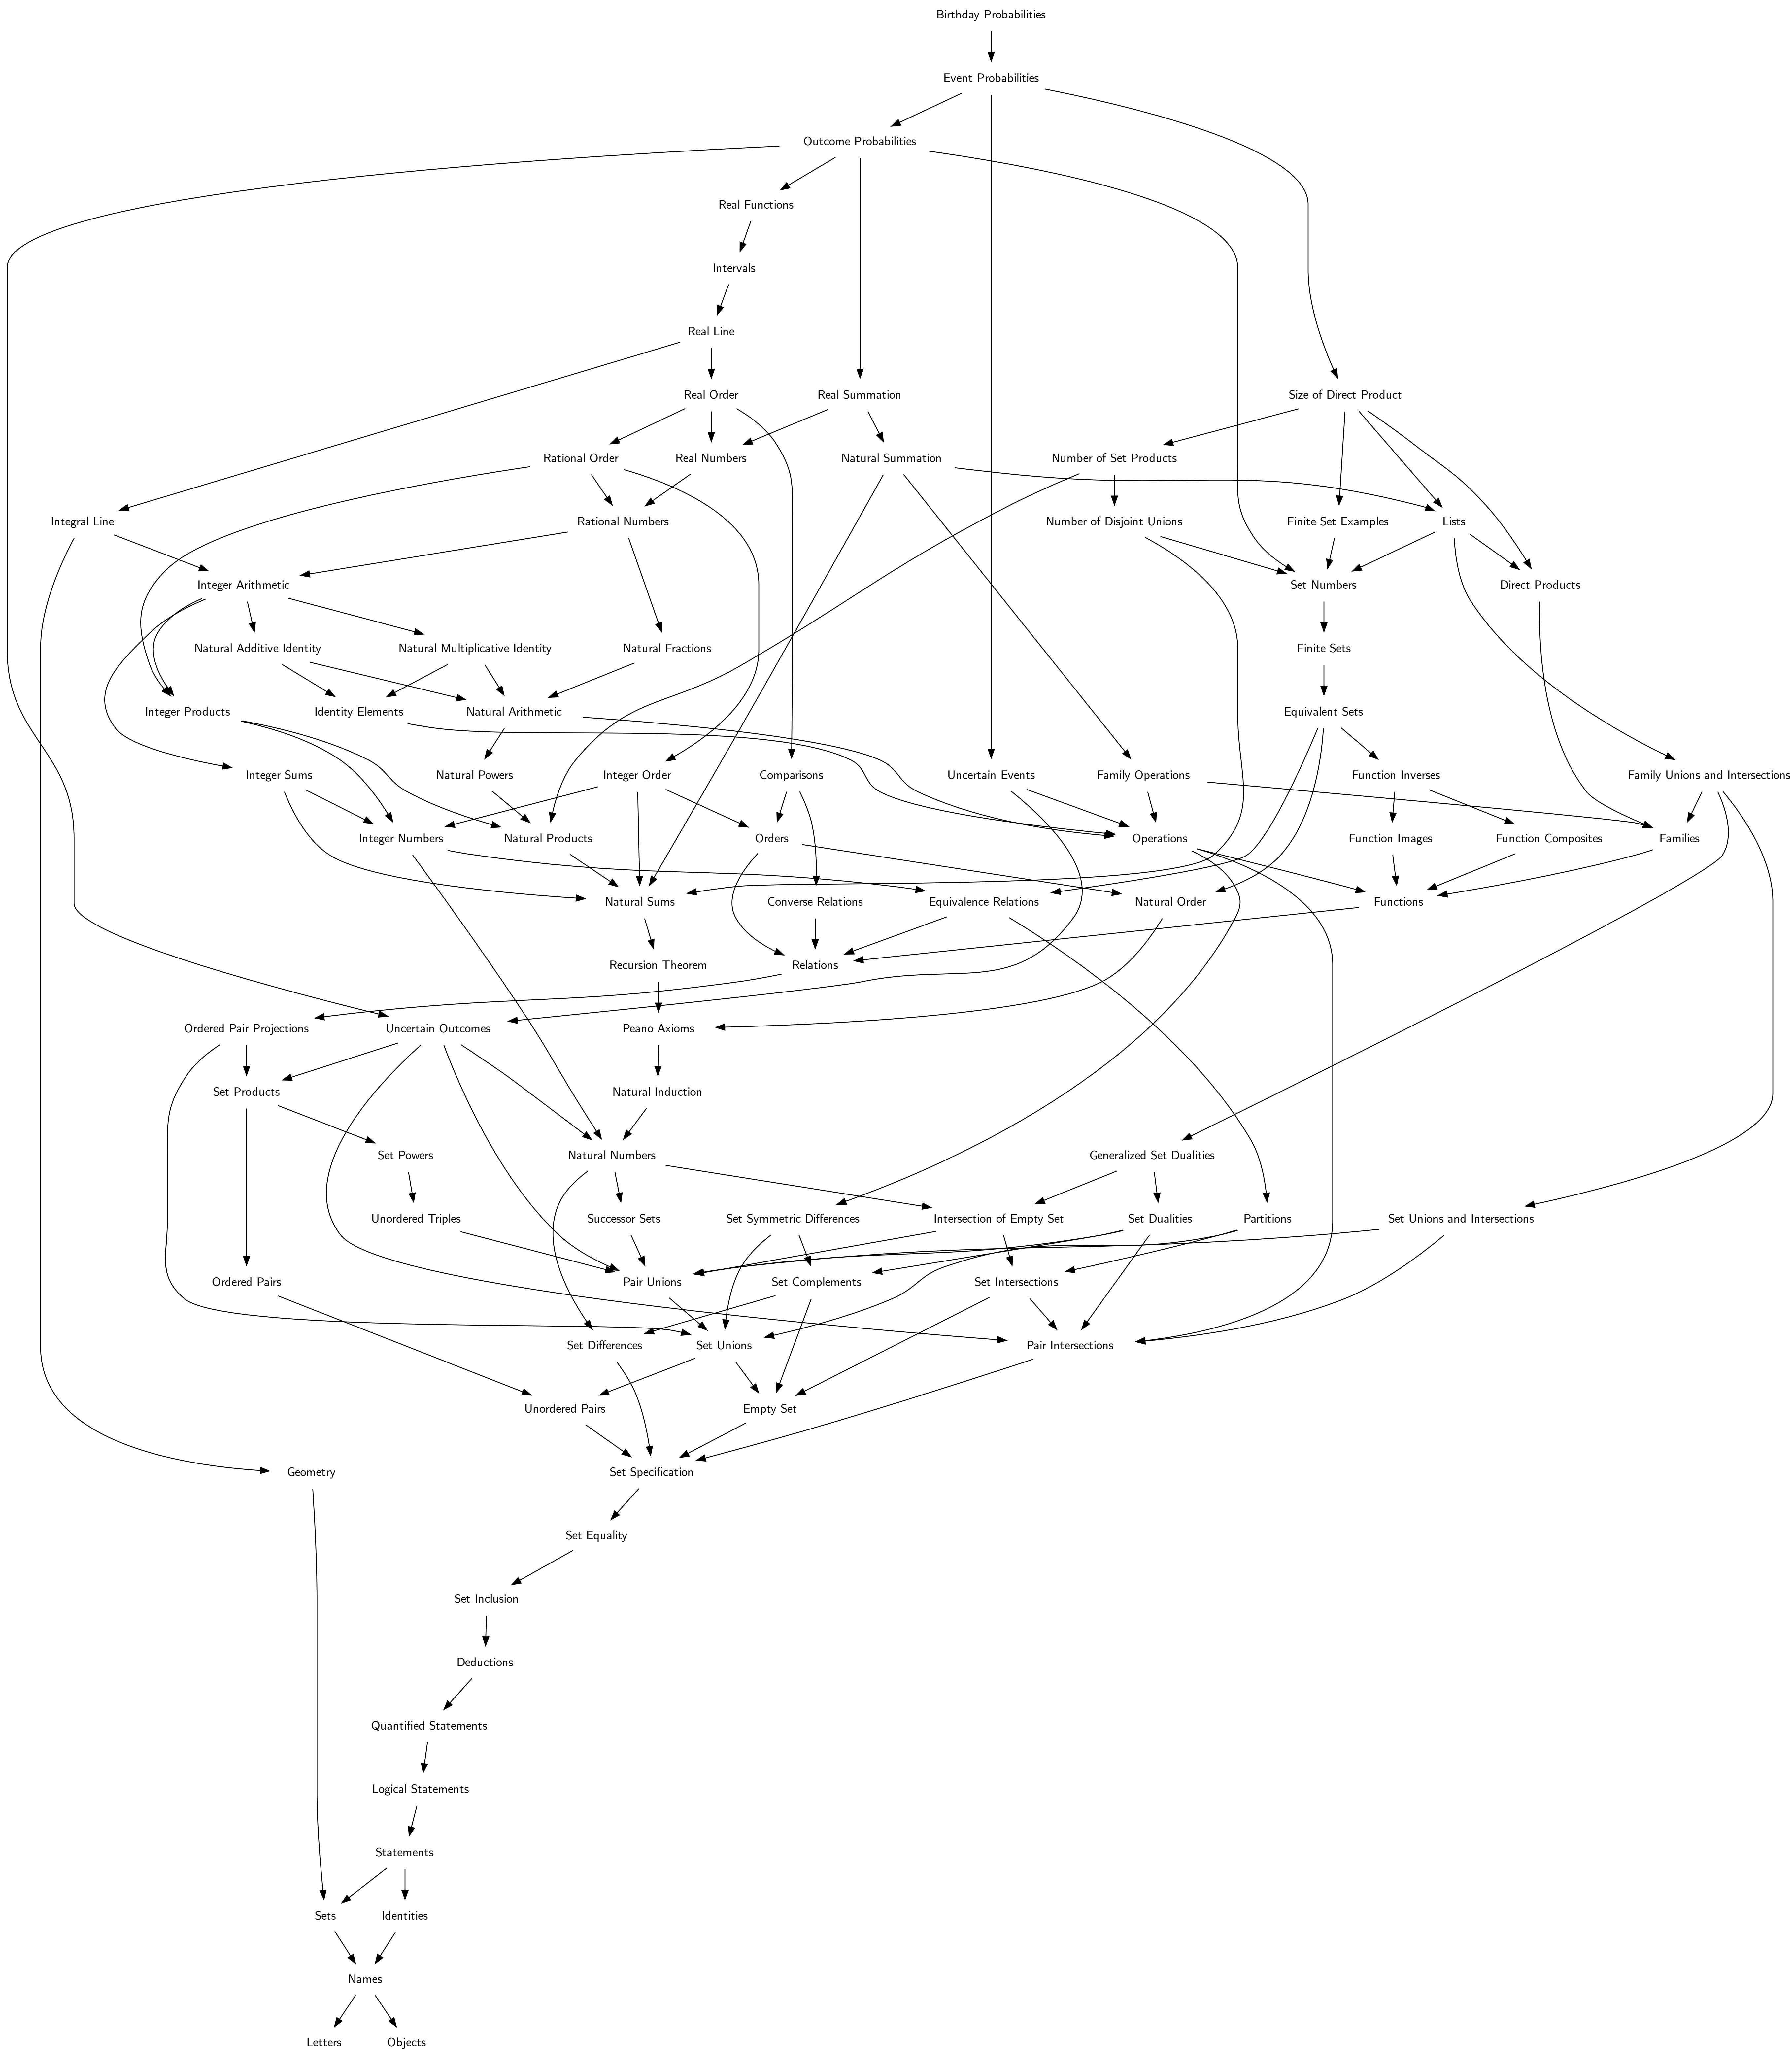 Birthday Probabilities
Event Probabilities
Outcome Probabilities
Real Functions
Intervals
Real Line
Real Order
Real Summation
Size of Direct Product
Rational Order
Real Numbers
Natural Summation
Number of Set Products
Integral Line
Rational Numbers
Number of Disjoint Unions
Finite Set Examples
Lists
Integer Arithmetic
Set Numbers
Direct Products
Natural Additive Identity
Natural Multiplicative Identity
Natural Fractions
Finite Sets
Integer Products
Identity Elements
Natural Arithmetic
Equivalent Sets
Integer Sums
Natural Powers
Integer Order
Comparisons
Uncertain Events
Family Operations
Function Inverses
Family Unions and Intersections
Integer Numbers
Natural Products
Orders
Operations
Function Images
Function Composites
Families
Natural Sums
Converse Relations
Equivalence Relations
Natural Order
Functions
Recursion Theorem
Relations
Ordered Pair Projections
Uncertain Outcomes
Peano Axioms
Set Products
Natural Induction
Set Powers
Natural Numbers
Generalized Set Dualities
Unordered Triples
Successor Sets
Set Symmetric Differences
Intersection of Empty Set
Set Dualities
Partitions
Set Unions and Intersections
Ordered Pairs
Pair Unions
Set Complements
Set Intersections
Set Differences
Set Unions
Pair Intersections
Unordered Pairs
Empty Set
Geometry
Set Specification
Set Equality
Set Inclusion
Deductions
Quantified Statements
Logical Statements
Statements
Sets
Identities
Names
Letters
Objects